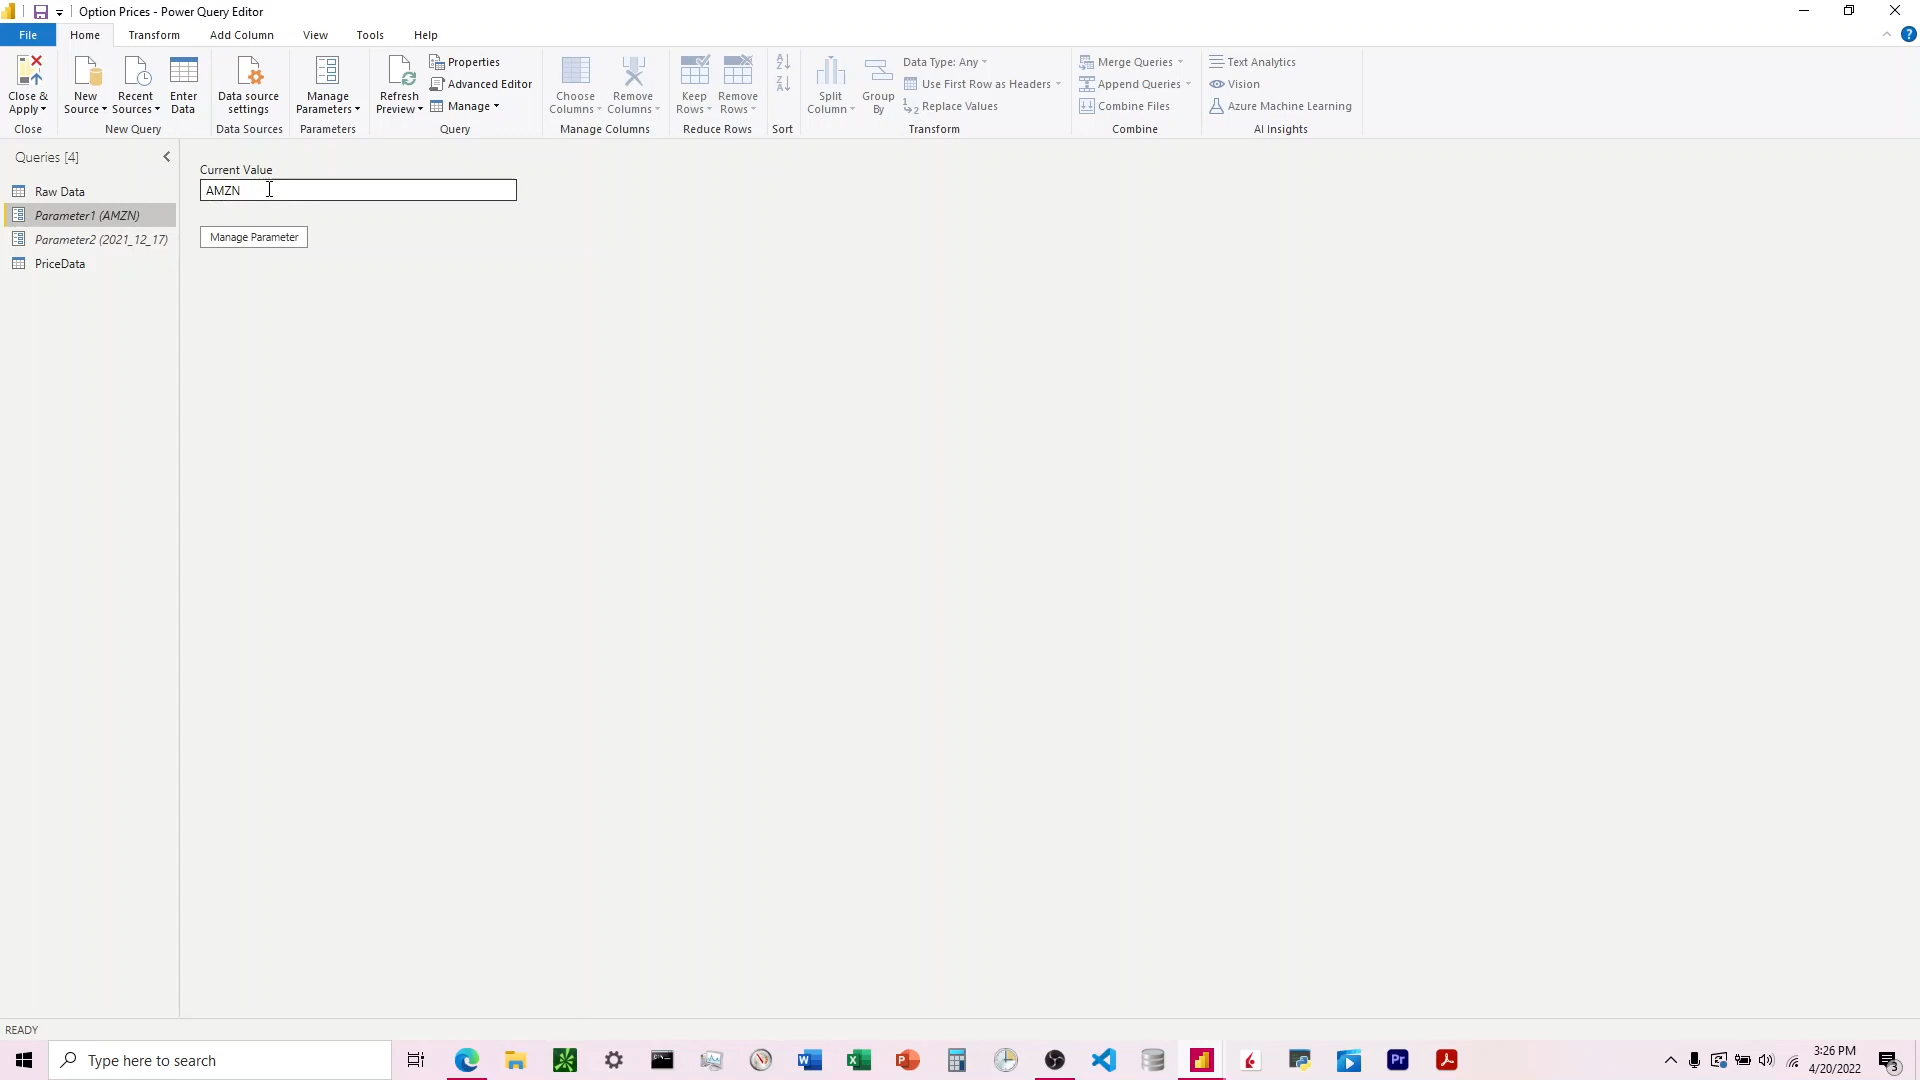 Option Prices - Power Query Editor
File Home Transform Add Column View Tools Help
Close & Apply
New Source
Recent Sources
Enter Data
Data source settings
Manage Parameters
Refresh Preview
Properties
Advanced Editor
Manage
Choose Columns
Remove Columns
Keep Rows
Remove Rows
Split Column
Group By
Data Type: Any
Use First Row as Headers
Replace Values
Merge Queries
Append Queries
Combine Files
Text Analytics
Vision
Azure Machine Learning
Close New Query Data Sources Parameters Query Manage Columns Reduce Rows Sort Transform Combine AI Insights
Queries [4]
Raw Data
Parameter1 (AMZN)
Parameter2 (2021_12_17)
PriceData
Current Value
AMZN
Manage Parameter
READY
Type here to search
3:26 PM
4/20/2022
3